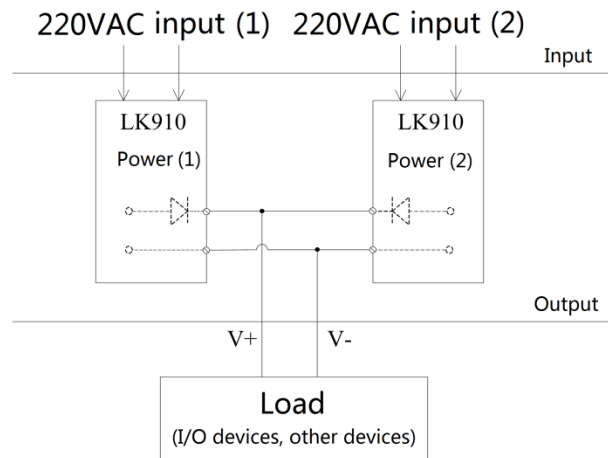 220VAC input (1)
220VAC input (2)
Input
LK910
Power (1)
LK910
Power (2)
Output
V+
V-
Load
(I/O devices, other devices)